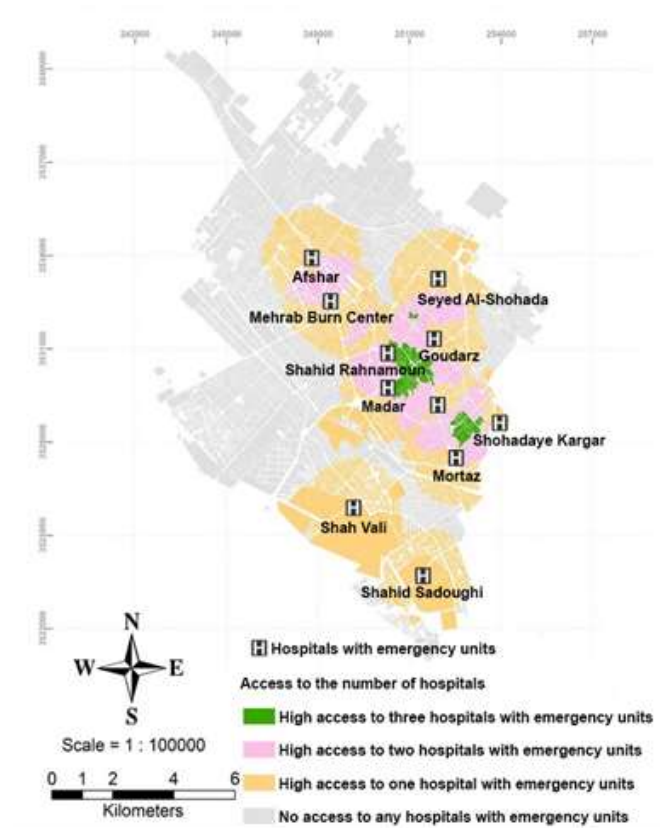 Afshar
Seyed Al-Shohada
Mehrab Burn Center
Goudarz
Shahid Rahnamoun
Madar
Shohadaye Kargar
Mortaz
Shah Vali
Shahid Sadoughi
N
W E
S
Scale = 1 : 100000
0 1 2 4 6
Kilometers
H Hospitals with emergency units
Access to the number of hospitals
High access to three hospitals with emergency units
High access to two hospitals with emergency units
High access to one hospital with emergency units
No access to any hospitals with emergency units